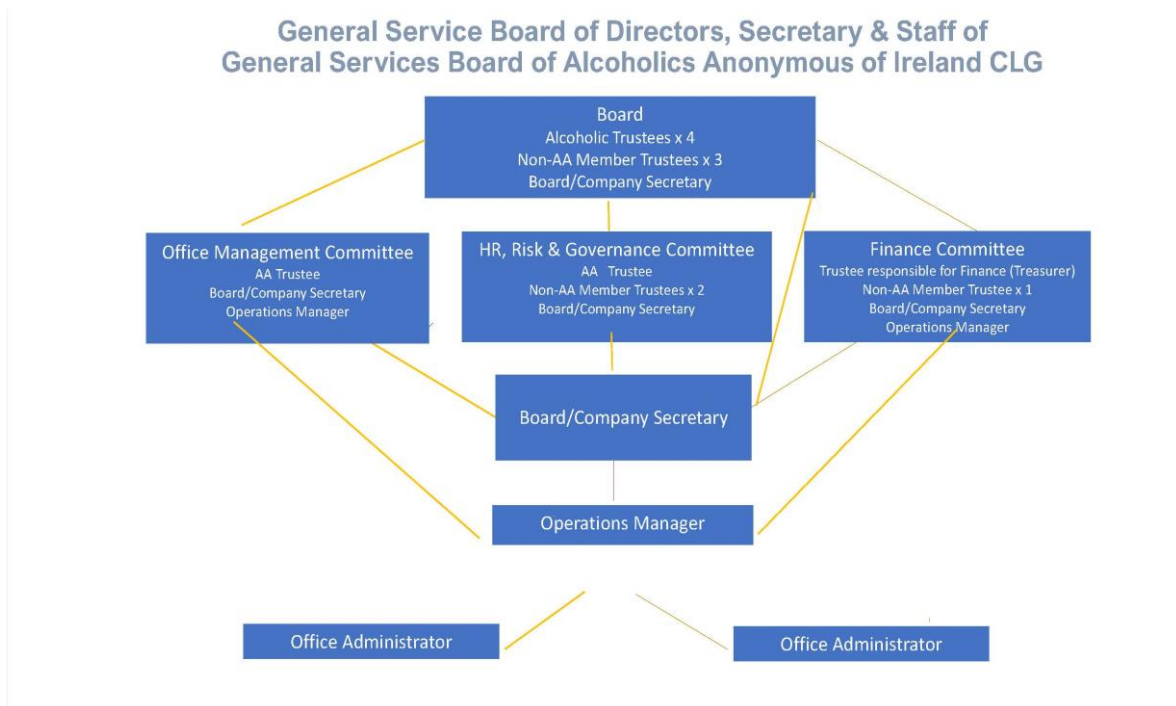 General Service Board of Directors, Secretary & Staff of
General Services Board of Alcoholics Anonymous of Ireland CLG
Board
Alcoholic Trustees x 4
Non-AA Member Trustees x 3
Board/Company Secretary
Office Management Committee
AA Trustee
Board/Company Secretary
Operations Manager
HR, Risk & Governance Committee
AA Trustee
Non-AA Member Trustees x 2
Board/Company Secretary
Finance Committee
Trustee responsible for Finance (Treasurer)
Non-AA Member Trustee x 1
Board/Company Secretary
Operations Manager
Board/Company Secretary
Operations Manager
Office Administrator
Office Administrator